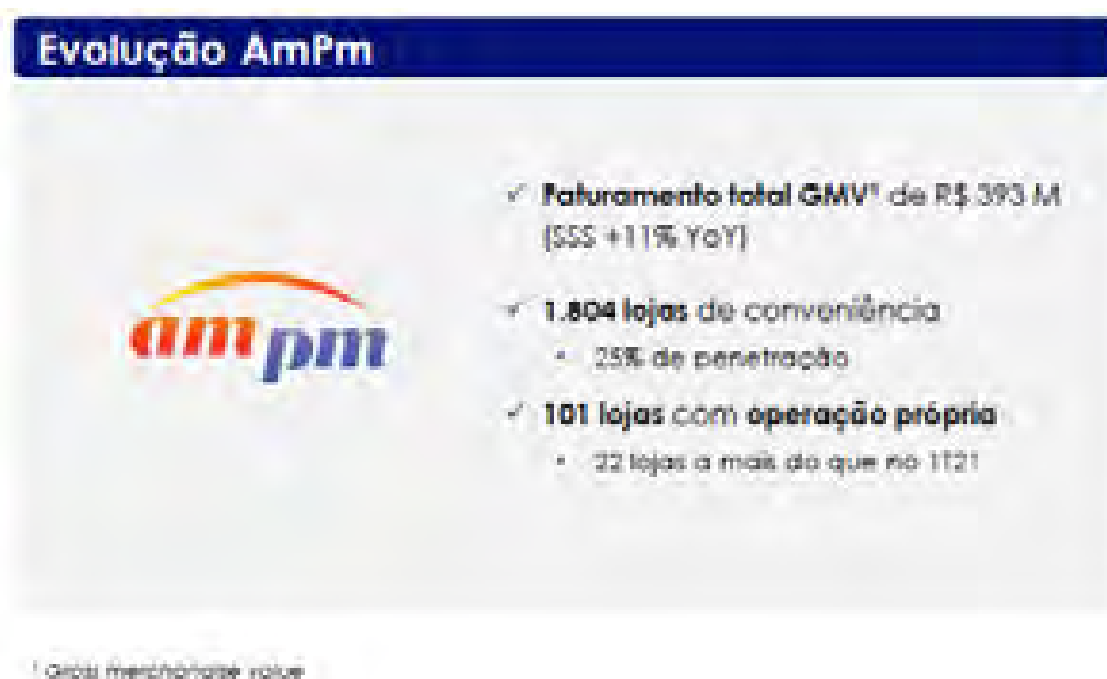 Evolução AmPm
ampm
✓ Faturamento total GMV¹ de R$ 393 M
(SSS +11% YoY)
✓ 1.804 lojas de conveniência
• 25% de penetração
✓ 101 lojas com operação própria
• 22 lojas a mais do que no 1T21
¹ Gross merchandise value